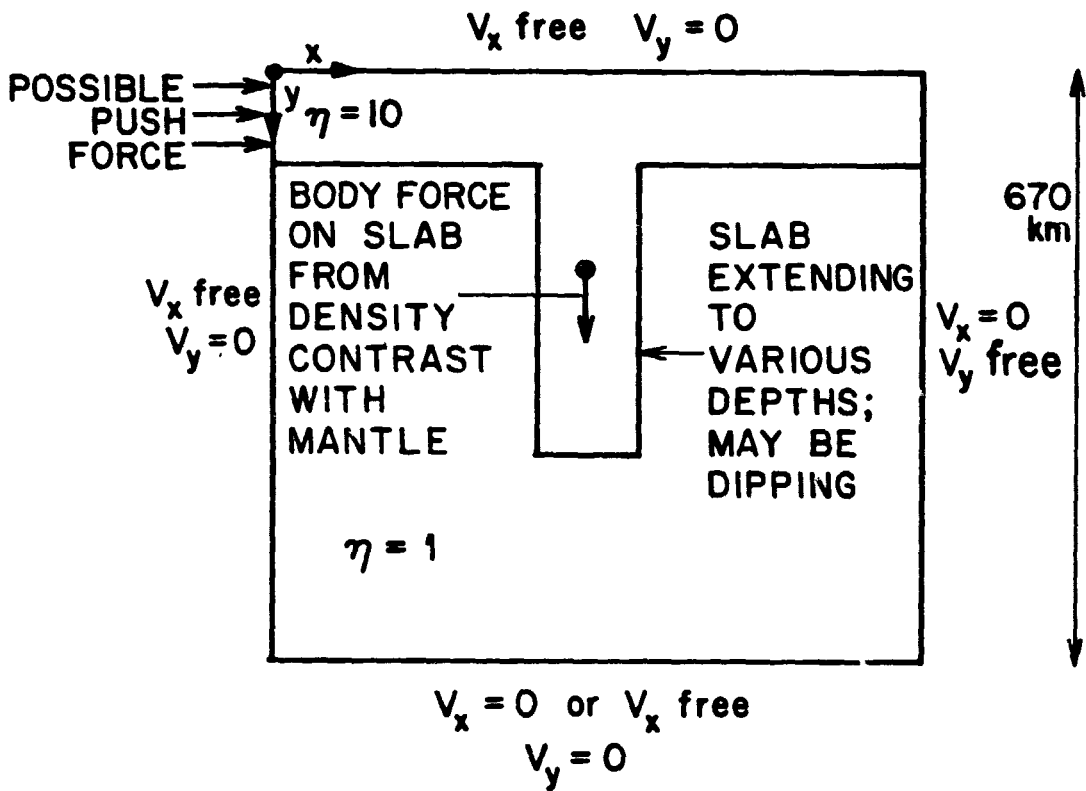 Vx free Vy = 0
x
POSSIBLE
PUSH
FORCE
y
η = 10
BODY FORCE
ON SLAB
FROM
DENSITY
CONTRAST
WITH
MANTLE
SLAB
EXTENDING
TO
VARIOUS
DEPTHS;
MAY BE
DIPPING
670
km
Vx free
Vy = 0
Vx = 0
Vy free
η = 1
Vx = 0 or Vx free
Vy = 0